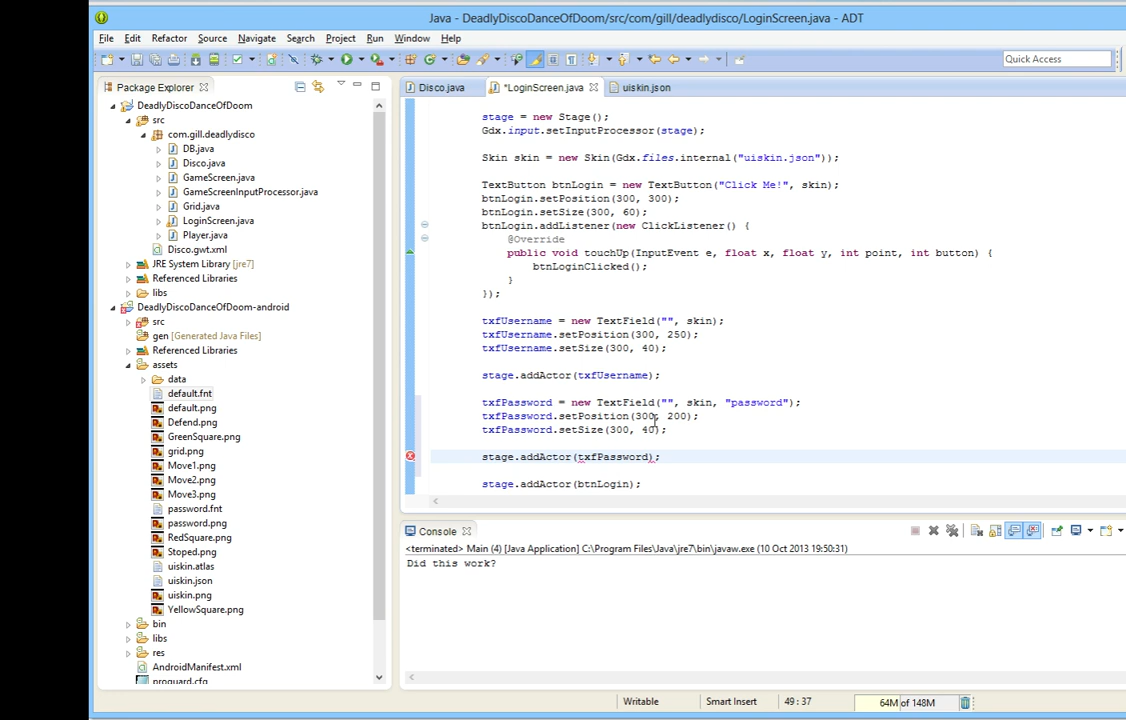 Java - DeadlyDiscoDanceOfDoom/src/com/gill/deadlydisco/LoginScreen.java - ADT
File Edit Refactor Source Navigate Search Project Run Window Help
Quick Access
Package Explorer
DeadlyDiscoDanceOfDoom
src
com.gill.deadlydisco
DB.java
Disco.java
GameScreen.java
GameScreenInputProcessor.java
Grid.java
LoginScreen.java
Player.java
Disco.gwt.xml
JRE System Library [jre7]
Referenced Libraries
libs
DeadlyDiscoDanceOfDoom-android
src
gen [Generated Java Files]
Referenced Libraries
assets
data
default.fnt
default.png
Defend.png
GreenSquare.png
grid.png
Move1.png
Move2.png
Move3.png
password.fnt
password.png
RedSquare.png
Stoped.png
uiskin.atlas
uiskin.json
uiskin.png
YellowSquare.png
bin
libs
res
AndroidManifest.xml
proguard.cfg
Disco.java *LoginScreen.java uiskin.json
stage = new Stage();
Gdx.input.setInputProcessor(stage);
Skin skin = new Skin(Gdx.files.internal("uiskin.json"));
TextButton btnLogin = new TextButton("Click Me!", skin);
btnLogin.setPosition(300, 300);
btnLogin.setSize(300, 60);
btnLogin.addListener(new ClickListener() {
@Override
public void touchUp(InputEvent e, float x, float y, int point, int button) {
btnLoginClicked();
}
});
txfUsername = new TextField("", skin);
txfUsername.setPosition(300, 250);
txfUsername.setSize(300, 40);
stage.addActor(txfUsername);
txfPassword = new TextField("", skin, "password");
txfPassword.setPosition(300, 200);
txfPassword.setSize(300, 40);
stage.addActor(txfPassword);
stage.addActor(btnLogin);
Console
<terminated> Main (4) [Java Application] C:\Program Files\Java\jre7\bin\javaw.exe (10 Oct 2013 19:50:31)
Did this work?
Writable Smart Insert 49 : 37 64M of 148M